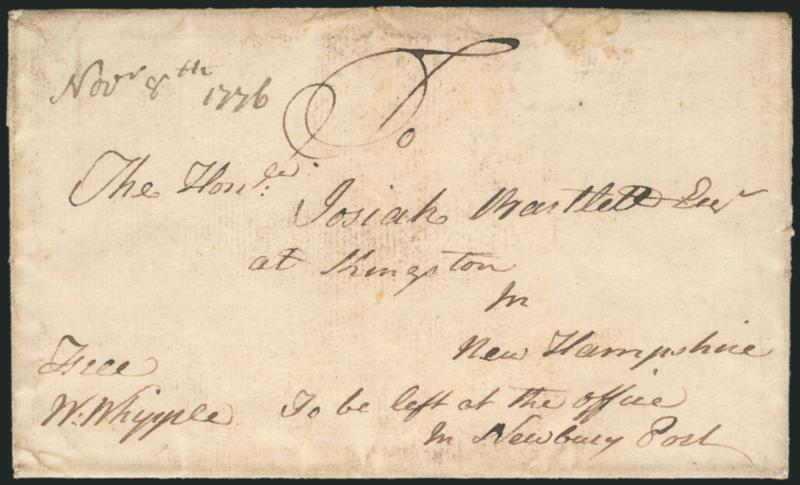 Novr 8th 1776
To
The Honle.
Josiah Bartlett Esqr
at Kingston
In
New Hampshire
Free
W: Whipple
To be left at the office
In Newbury Port